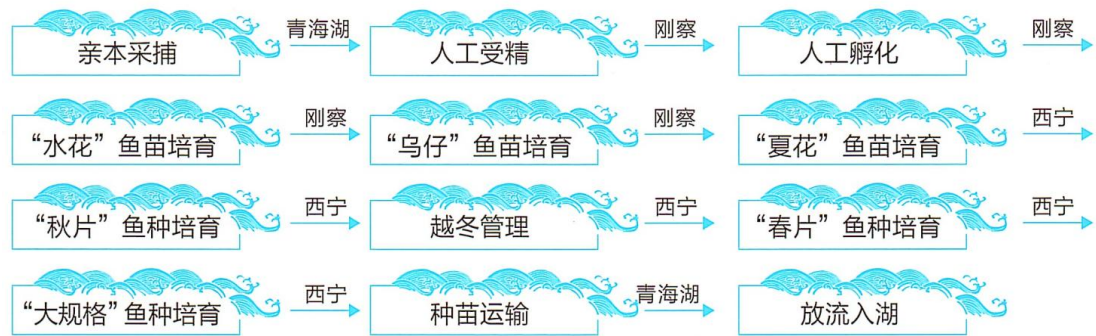 亲本采捕 青海湖 人工受精 刚察 人工孵化 刚察
“水花”鱼苗培育 刚察 “乌仔”鱼苗培育 刚察 “夏花”鱼苗培育 西宁
“秋片”鱼种培育 西宁 越冬管理 西宁 “春片”鱼种培育 西宁
“大规格”鱼种培育 西宁 种苗运输 青海湖 放流入湖